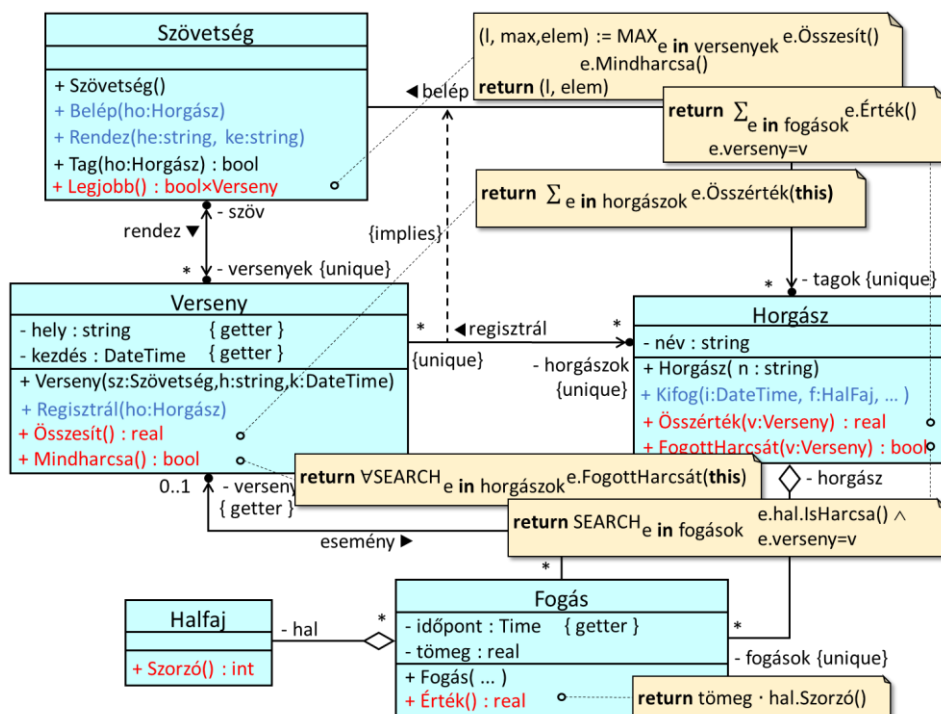 Szövetség
+ Szövetség()
+ Belép(ho:Horgász)
+ Rendez(he:string, ke:string)
+ Tag(ho:Horgász) : bool
+ Legjobb() : bool×Verseny
(l, max,elem) := MAX e in versenyek e.Összesít()
e.Mindharcsa()
return (l, elem)
◀ belép
return ∑ e in fogások e.Érték()
e.verseny=v
return ∑ e in horgászok e.Összérték(this)
- szöv
rendez ▼
{implies}
* - versenyek {unique}
* - tagok {unique}
Verseny
- hely : string { getter }
- kezdés : DateTime { getter }
+ Verseny(sz:Szövetség,h:string,k:DateTime)
+ Regisztrál(ho:Horgász)
+ Összesít() : real
+ Mindharcsa() : bool
* ◀ regisztrál *
{unique}
- horgászok
{unique}
Horgász
- név : string
+ Horgász( n : string)
+ Kifog(i:DateTime, f:HalFaj, ... )
+ Összérték(v:Verseny) : real
+ FogottHarcsát(v:Verseny) : bool
0..1 - verseny
{ getter }
return ∀SEARCH e in horgászok e.FogottHarcsát(this)
- horgász
esemény ▶
return SEARCH e in fogások e.hal.IsHarcsa() ∧
e.verseny=v
*
Halfaj
+ Szorzó() : int
- hal *
Fogás
- időpont : Time { getter }
- tömeg : real
+ Fogás( ... )
+ Érték() : real
*
- fogások {unique}
return tömeg · hal.Szorzó()